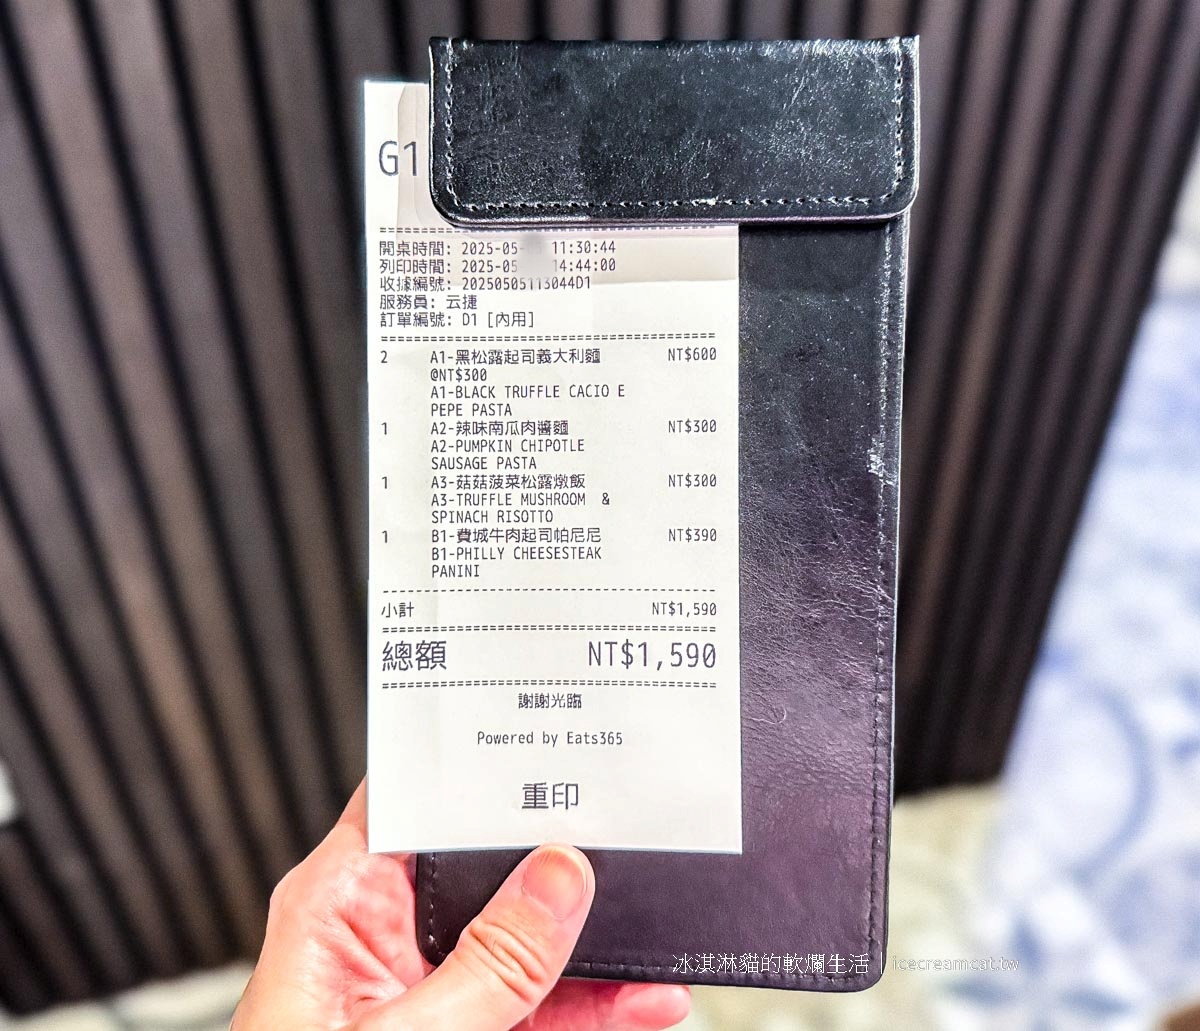 G1
開桌時間: 2025-05- 11:30:44
列印時間: 2025-05 14:44:00
收據編號: 20250505113044D1
服務員: 云捷
訂單編號: D1 [內用]
2 A1-黑松露起司義大利麵 NT$600
@NT$300
A1-BLACK TRUFFLE CACIO E
PEPE PASTA
1 A2-辣味南瓜肉醬麵 NT$300
A2-PUMPKIN CHIPOTLE
SAUSAGE PASTA
1 A3-菇菇菠菜松露燉飯 NT$300
A3-TRUFFLE MUSHROOM &
SPINACH RISOTTO
1 B1-費城牛肉起司帕尼尼 NT$390
B1-PHILLY CHEESESTEAK
PANINI
小計 NT$1,590
總額 NT$1,590
謝謝光臨
Powered by Eats365
重印
冰淇淋貓的軟爛生活 | icecreamcat.tw